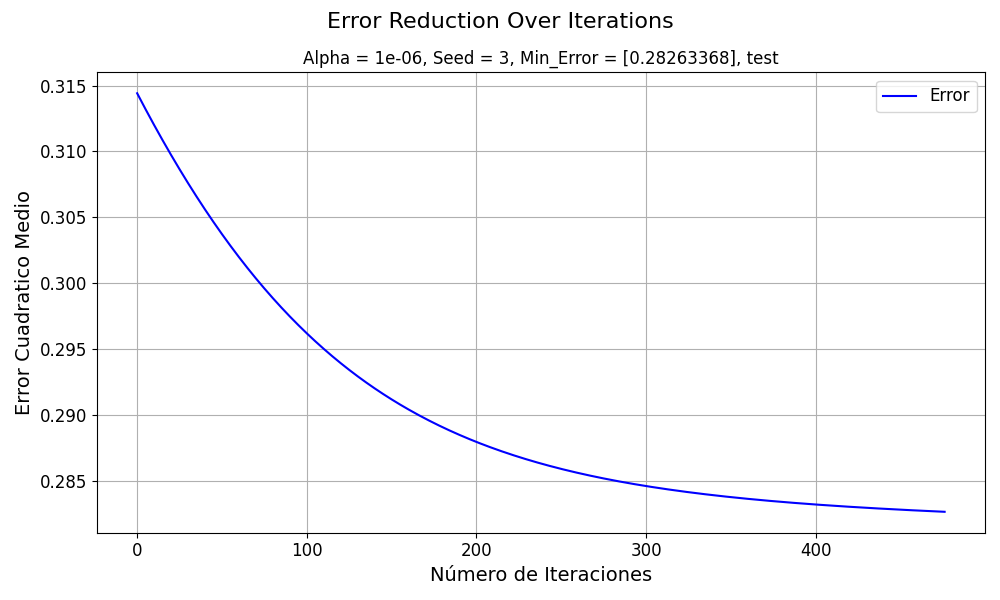 Error Reduction Over Iterations
Alpha = 1e-06, Seed = 3, Min_Error = [0.28263368], test
Error
0.315
0.310
0.305
0.300
0.295
0.290
0.285
Error Cuadratico Medio
0
100
200
300
400
Número de Iteraciones